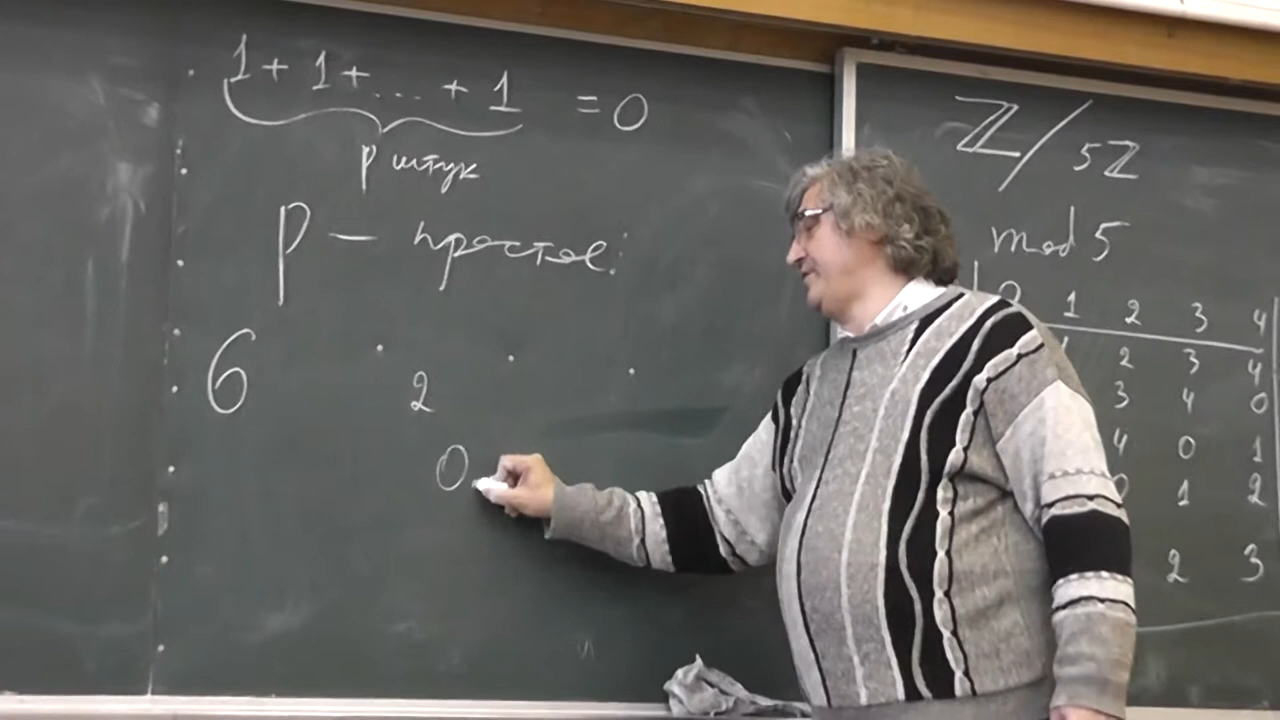 1 + 1 + ... + 1 = 0
p штук
p — простое!
6
2
0
Z/5Z
mod 5
0 1 2 3 4
2 3 4
3 4 0
4 0 1
0 1 2
2 3